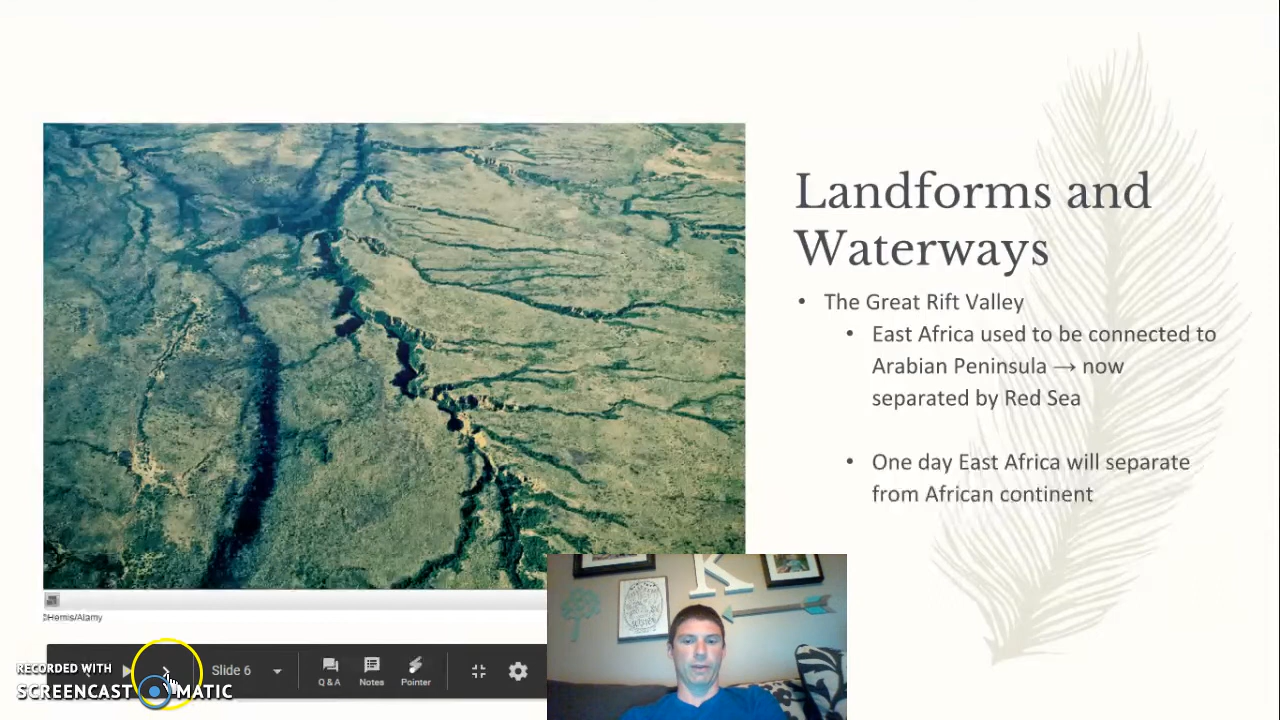 Landforms and
Waterways
• The Great Rift Valley
• East Africa used to be connected to
Arabian Peninsula → now
separated by Red Sea
• One day East Africa will separate
from African continent
©Hemis/Alamy
K
RECORDED WITH
SCREENCAST MATIC
Slide 6
Q & A
Notes
Pointer